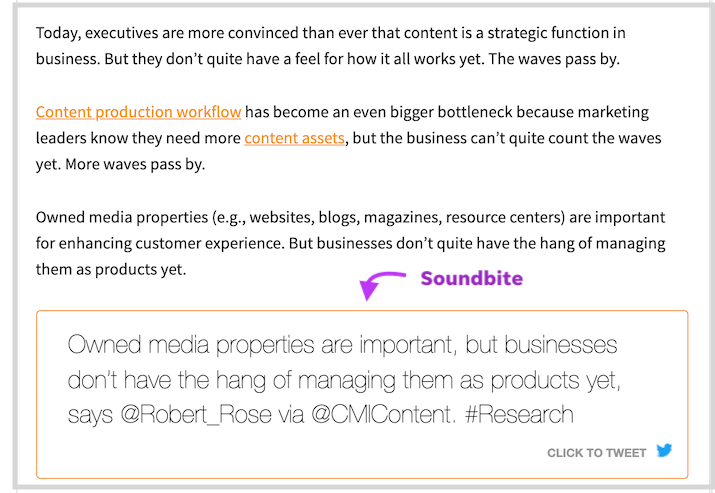 Today, executives are more convinced than ever that content is a strategic function in
business. But they don’t quite have a feel for how it all works yet. The waves pass by.
Content production workflow has become an even bigger bottleneck because marketing
leaders know they need more content assets, but the business can’t quite count the waves
yet. More waves pass by.
Owned media properties (e.g., websites, blogs, magazines, resource centers) are important
for enhancing customer experience. But businesses don’t quite have the hang of managing
them as products yet.
Soundbite
Owned media properties are important, but businesses
don’t have the hang of managing them as products yet,
says @Robert_Rose via @CMIContent. #Research
CLICK TO TWEET